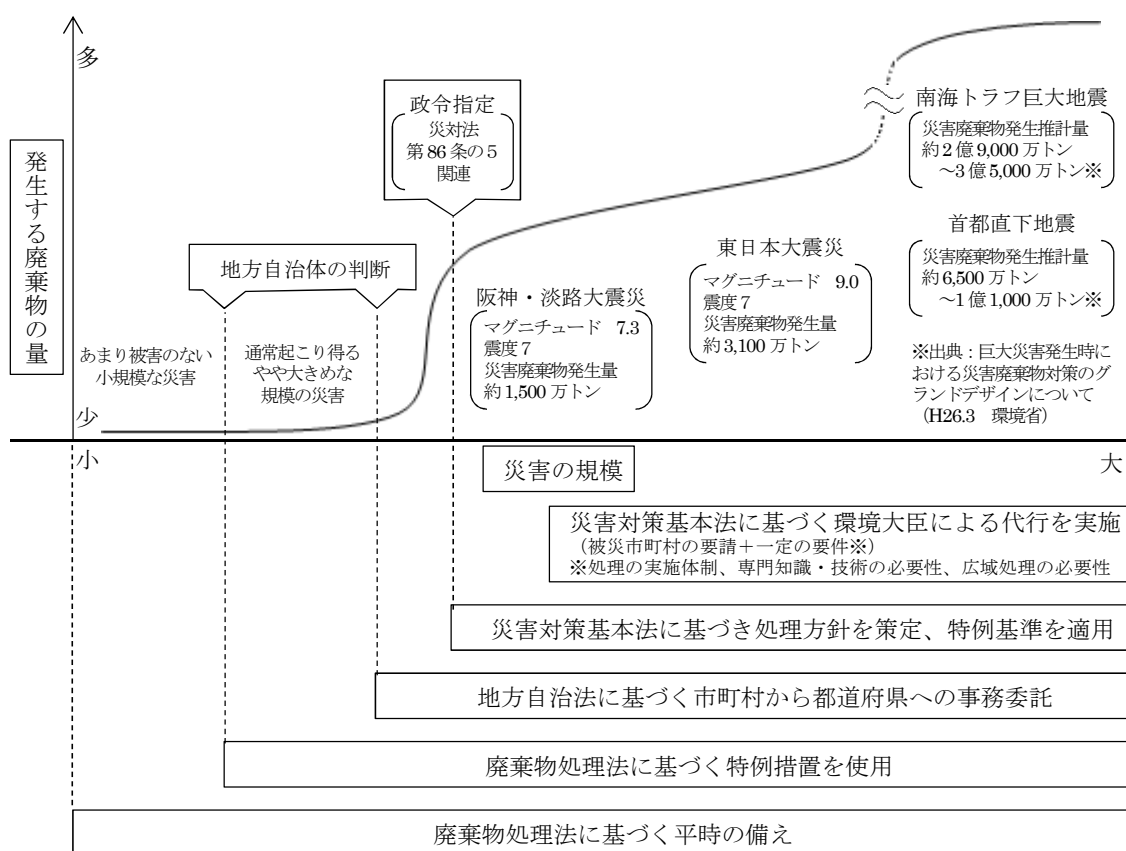 多
発生する廃棄物の量
少
政令指定
災対法
第86条の5
関連
地方自治体の判断
あまり被害のない
小規模な災害
通常起こり得る
やや大きめな
規模の災害
阪神・淡路大震災
マグニチュード 7.3
震度7
災害廃棄物発生量
約1,500万トン
東日本大震災
マグニチュード 9.0
震度7
災害廃棄物発生量
約3,100万トン
南海トラフ巨大地震
災害廃棄物発生推計量
約2億9,000万トン
～3億5,000万トン※
首都直下地震
災害廃棄物発生推計量
約6,500万トン
～1億1,000万トン※
※出典：巨大災害発生時に
おける災害廃棄物対策のグ
ランドデザインについて
（H26.3 環境省）
小
災害の規模
大
災害対策基本法に基づく環境大臣による代行を実施
（被災市町村の要請＋一定の要件※）
※処理の実施体制、専門知識・技術の必要性、広域処理の必要性
災害対策基本法に基づき処理方針を策定、特例基準を適用
地方自治法に基づく市町村から都道府県への事務委託
廃棄物処理法に基づく特例措置を使用
廃棄物処理法に基づく平時の備え